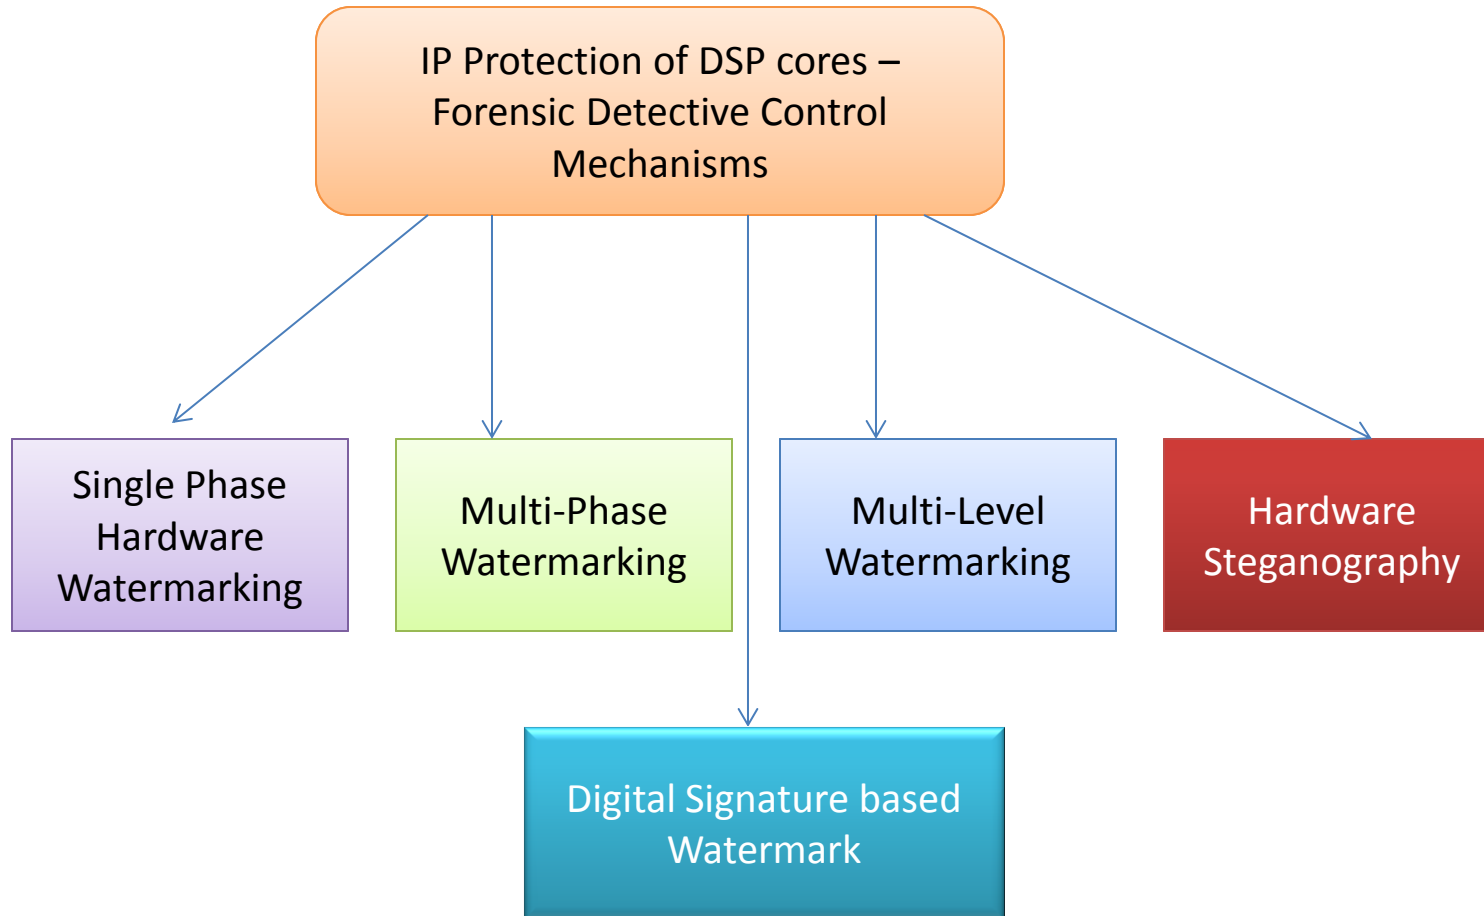 IP Protection of DSP cores –
Forensic Detective Control
Mechanisms
Single Phase
Hardware
Watermarking
Multi-Phase
Watermarking
Multi-Level
Watermarking
Hardware
Steganography
Digital Signature based
Watermark